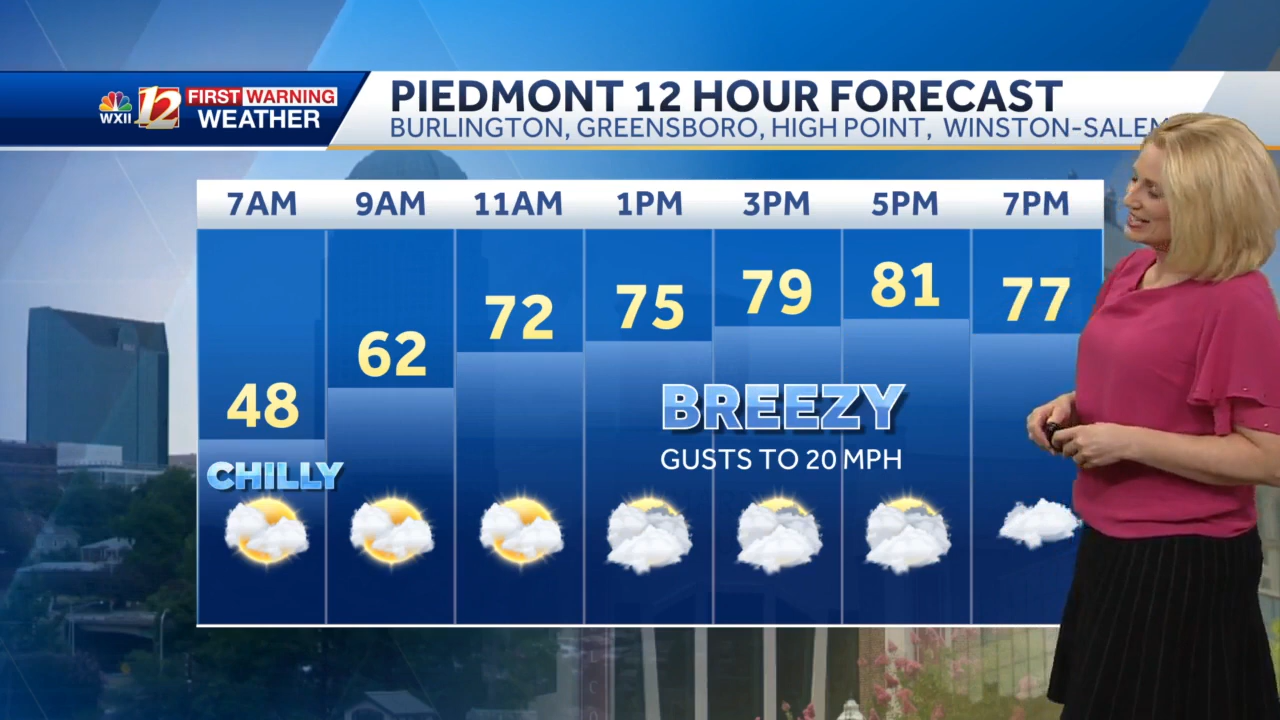 WXII 12 FIRST WARNING
WEATHER
PIEDMONT 12 HOUR FORECAST
BURLINGTON, GREENSBORO, HIGH POINT, WINSTON-SALEM
7AM 9AM 11AM 1PM 3PM 5PM 7PM
48 62 72 75 79 81 77
CHILLY
BREEZY
GUSTS TO 20 MPH